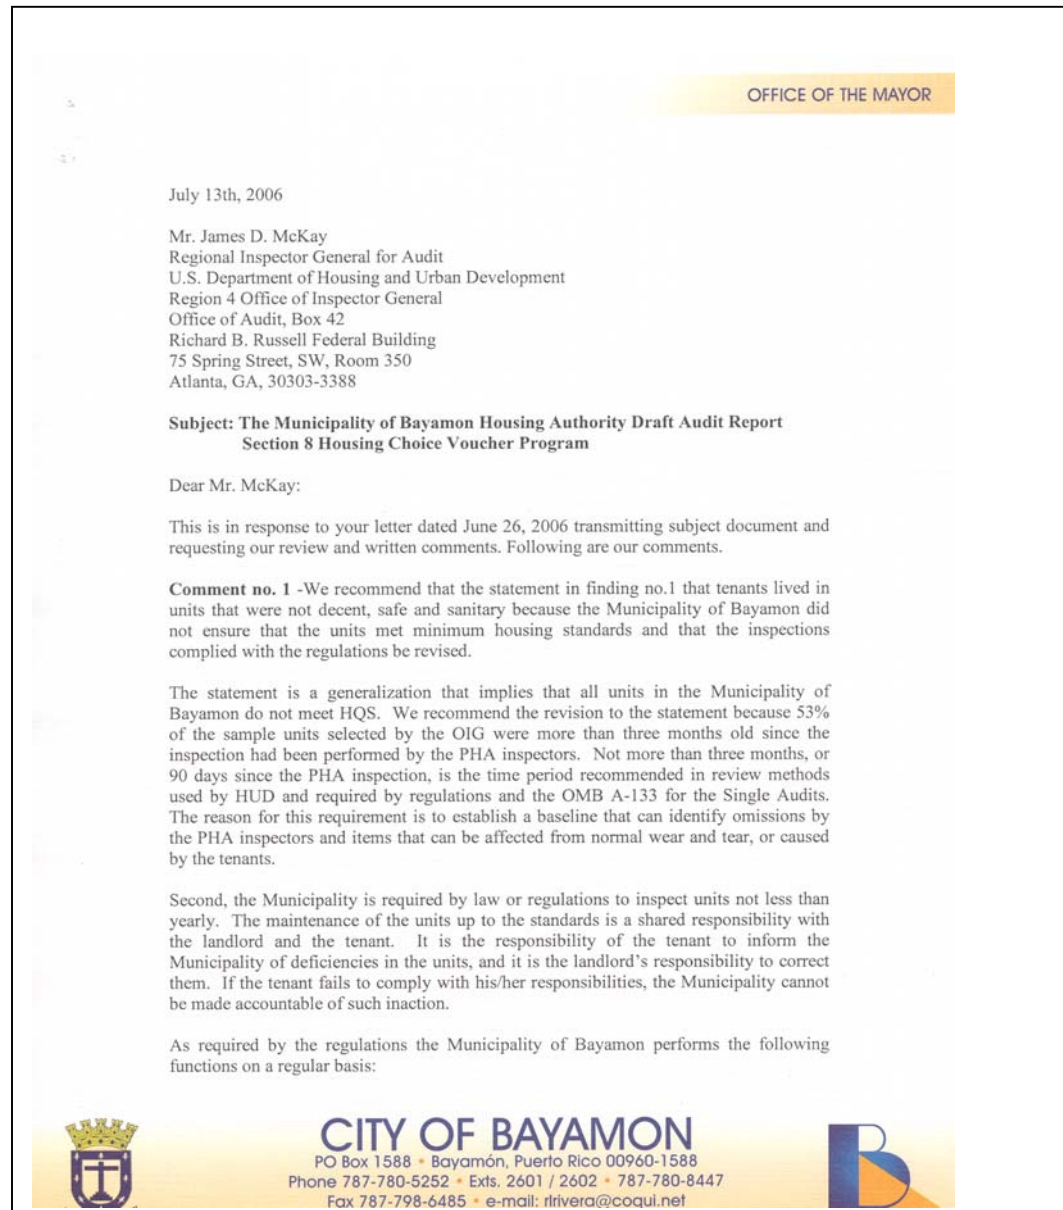 OFFICE OF THE MAYOR
July 13th, 2006
Mr. James D. McKay
Regional Inspector General for Audit
U.S. Department of Housing and Urban Development
Region 4 Office of Inspector General
Office of Audit, Box 42
Richard B. Russell Federal Building
75 Spring Street, SW, Room 350
Atlanta, GA, 30303-3388
Subject: The Municipality of Bayamon Housing Authority Draft Audit Report
Section 8 Housing Choice Voucher Program
Dear Mr. McKay:
This is in response to your letter dated June 26, 2006 transmitting subject document and
requesting our review and written comments. Following are our comments.
Comment no. 1 -We recommend that the statement in finding no.1 that tenants lived in
units that were not decent, safe and sanitary because the Municipality of Bayamon did
not ensure that the units met minimum housing standards and that the inspections
complied with the regulations be revised.
The statement is a generalization that implies that all units in the Municipality of
Bayamon do not meet HQS. We recommend the revision to the statement because 53%
of the sample units selected by the OIG were more than three months old since the
inspection had been performed by the PHA inspectors. Not more than three months, or
90 days since the PHA inspection, is the time period recommended in review methods
used by HUD and required by regulations and the OMB A-133 for the Single Audits.
The reason for this requirement is to establish a baseline that can identify omissions by
the PHA inspectors and items that can be affected from normal wear and tear, or caused
by the tenants.
Second, the Municipality is required by law or regulations to inspect units not less than
yearly. The maintenance of the units up to the standards is a shared responsibility with
the landlord and the tenant. It is the responsibility of the tenant to inform the
Municipality of deficiencies in the units, and it is the landlord's responsibility to correct
them. If the tenant fails to comply with his/her responsibilities, the Municipality cannot
be made accountable of such inaction.
As required by the regulations the Municipality of Bayamon performs the following
functions on a regular basis:
CITY OF BAYAMON
PO Box 1588 • Bayamón, Puerto Rico 00960-1588
Phone 787-780-5252 • Exts. 2601 / 2602 • 787-780-8447
Fax 787-798-6485 • e-mail: rlrivera@coqui.net